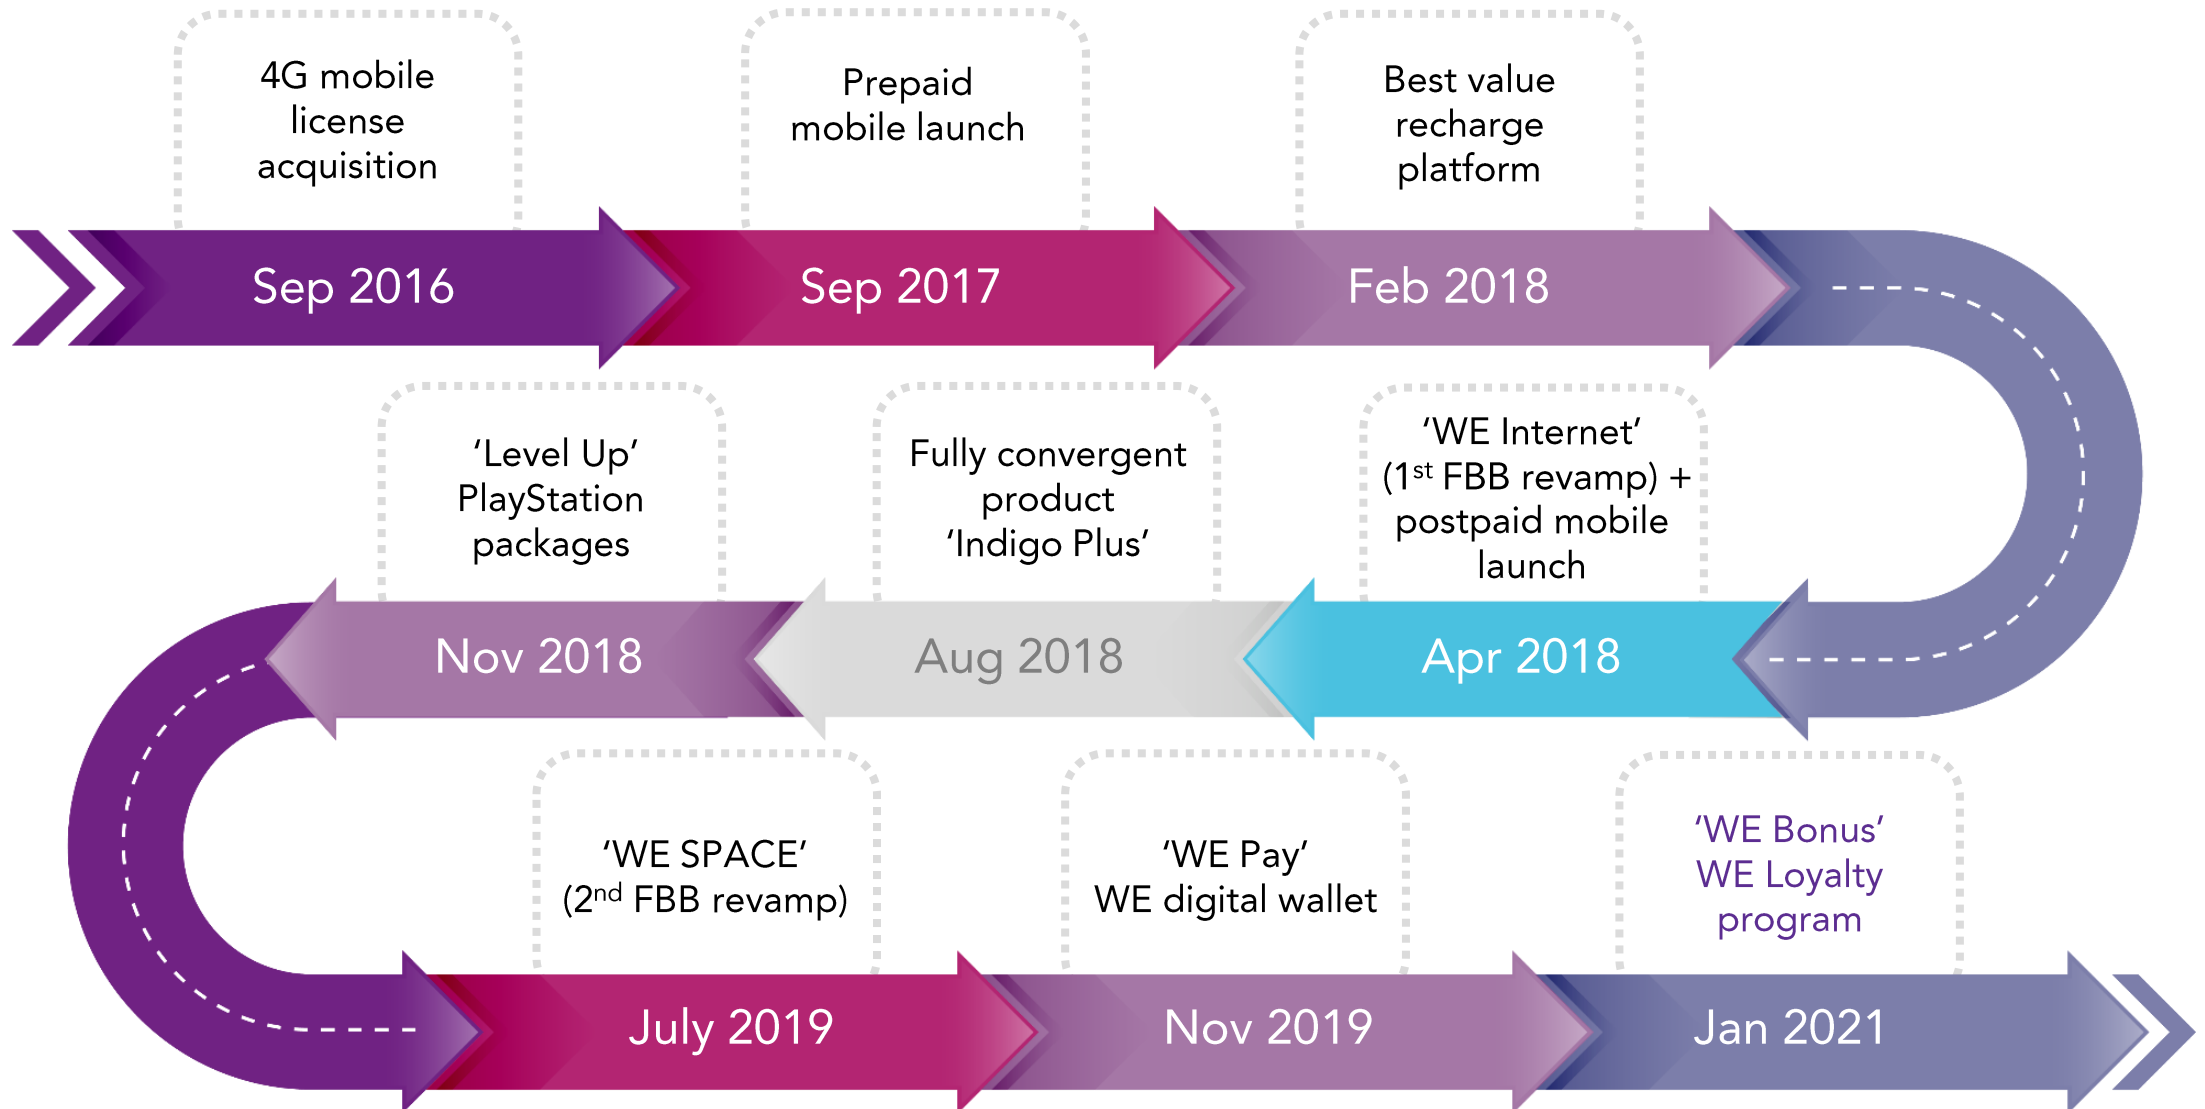 4G mobile
license
acquisition
Prepaid
mobile launch
Best value
recharge
platform
Sep 2016
Sep 2017
Feb 2018
‘WE Internet’
(1st FBB revamp) +
postpaid mobile
launch
Fully convergent
product
‘Indigo Plus’
‘Level Up’
PlayStation
packages
Apr 2018
Aug 2018
Nov 2018
‘WE SPACE’
(2nd FBB revamp)
‘WE Pay’
WE digital wallet
‘WE Bonus’
WE Loyalty
program
July 2019
Nov 2019
Jan 2021